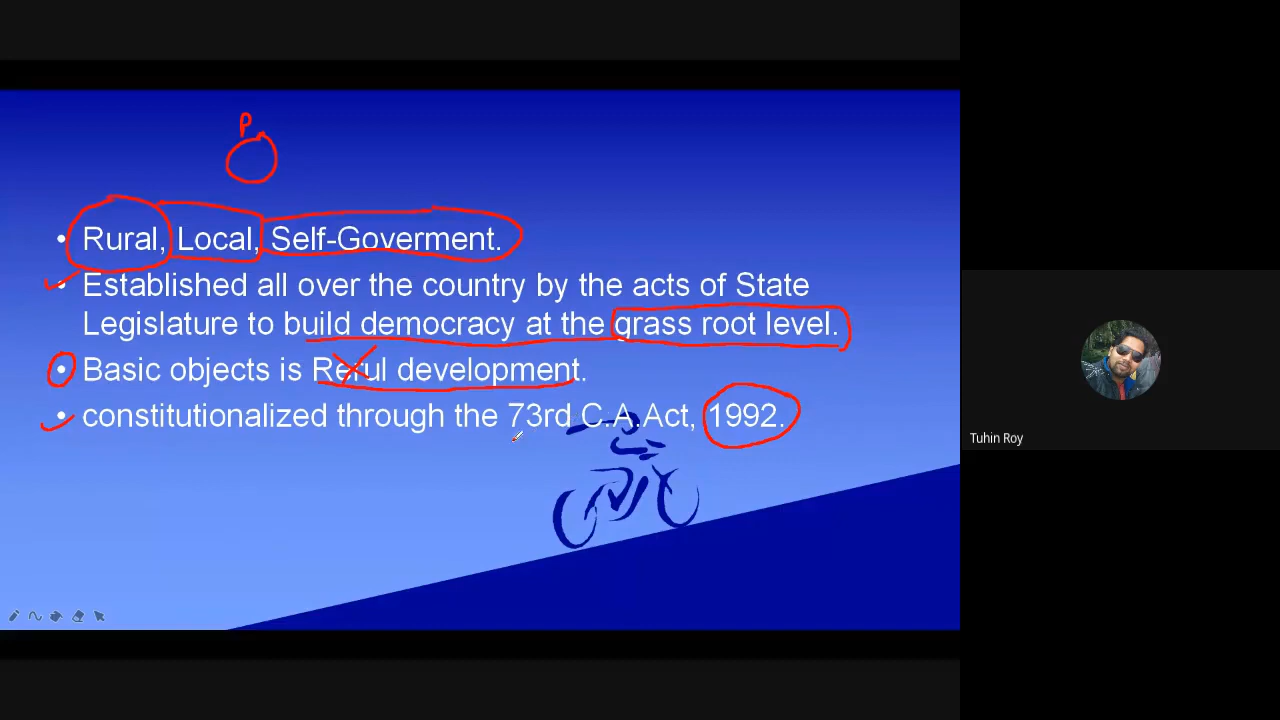 P
• Rural, Local, Self-Goverment.
• Established all over the country by the acts of State
Legislature to build democracy at the grass root level.
• Basic objects is Rerul development.
• constitutionalized through the 73rd C.A.Act, 1992.
Tuhin Roy